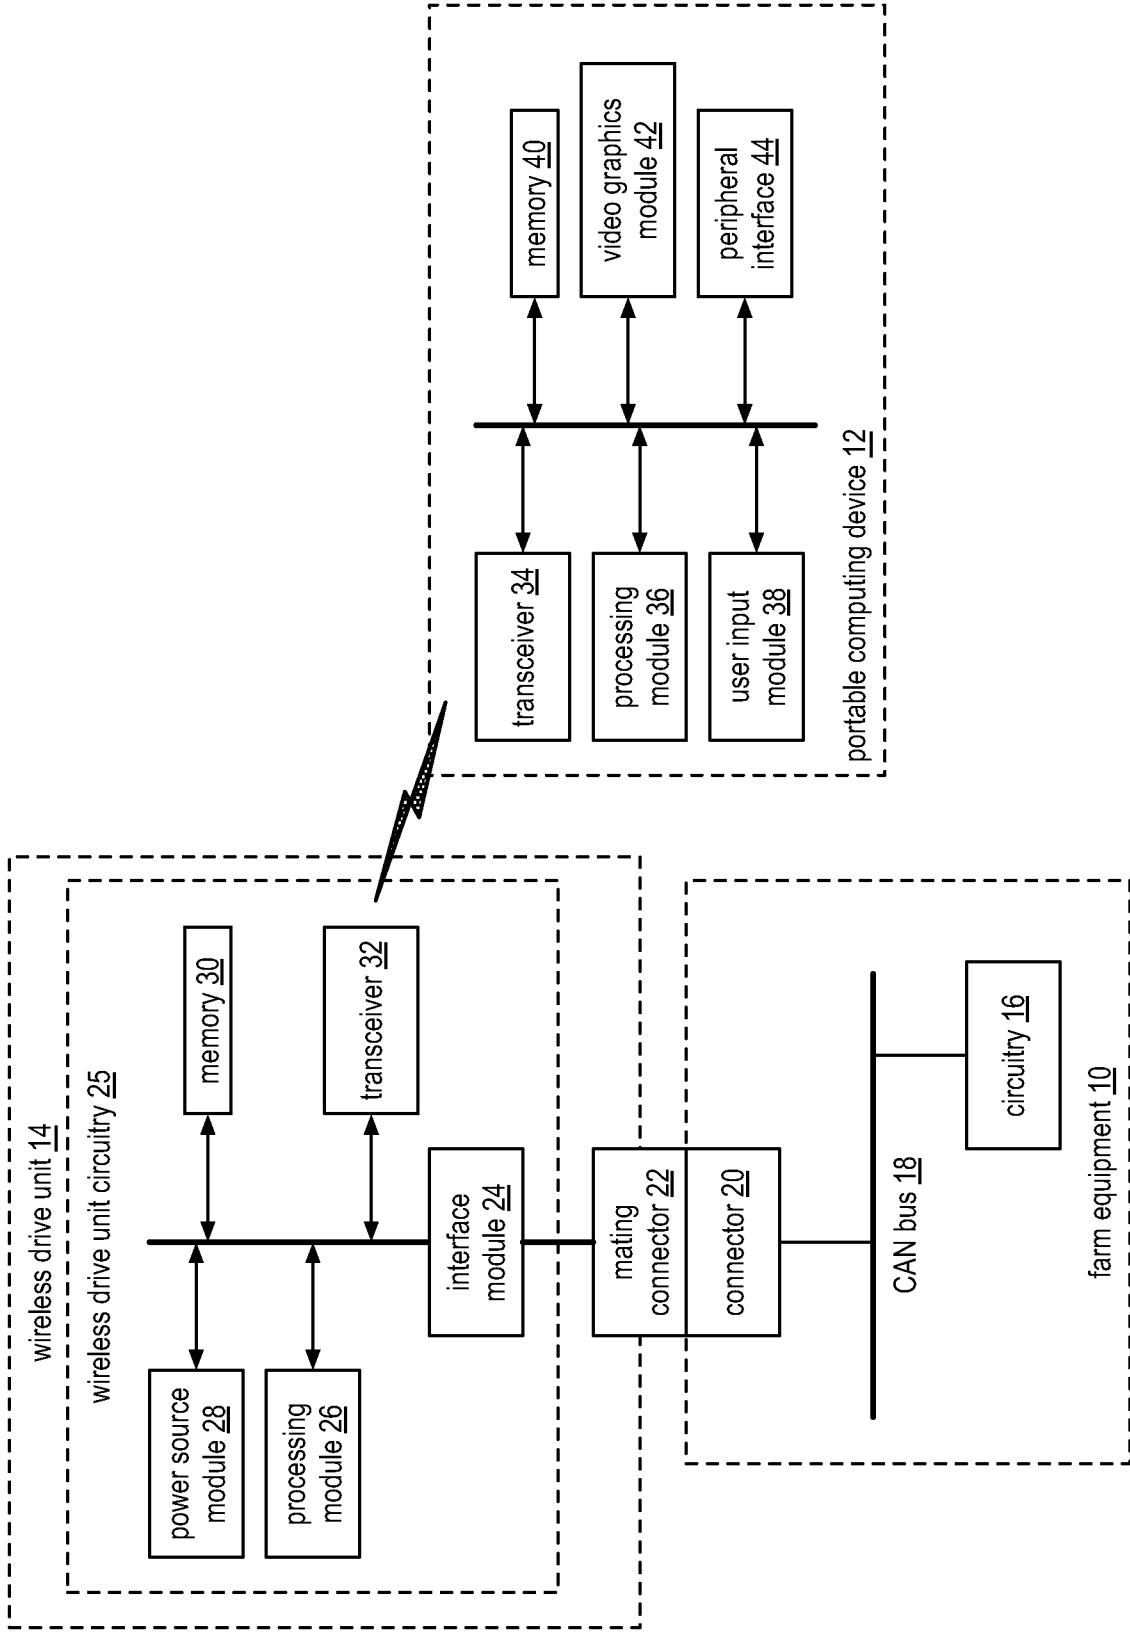 wireless drive unit 14
wireless drive unit circuitry 25
power source
module 28
processing
module 26
memory 30
transceiver 32
interface
module 24
mating
connector 22
connector 20
CAN bus 18
circuitry 16
farm equipment 10
transceiver 34
processing
module 36
user input
module 38
memory 40
video graphics
module 42
peripheral
interface 44
portable computing device 12